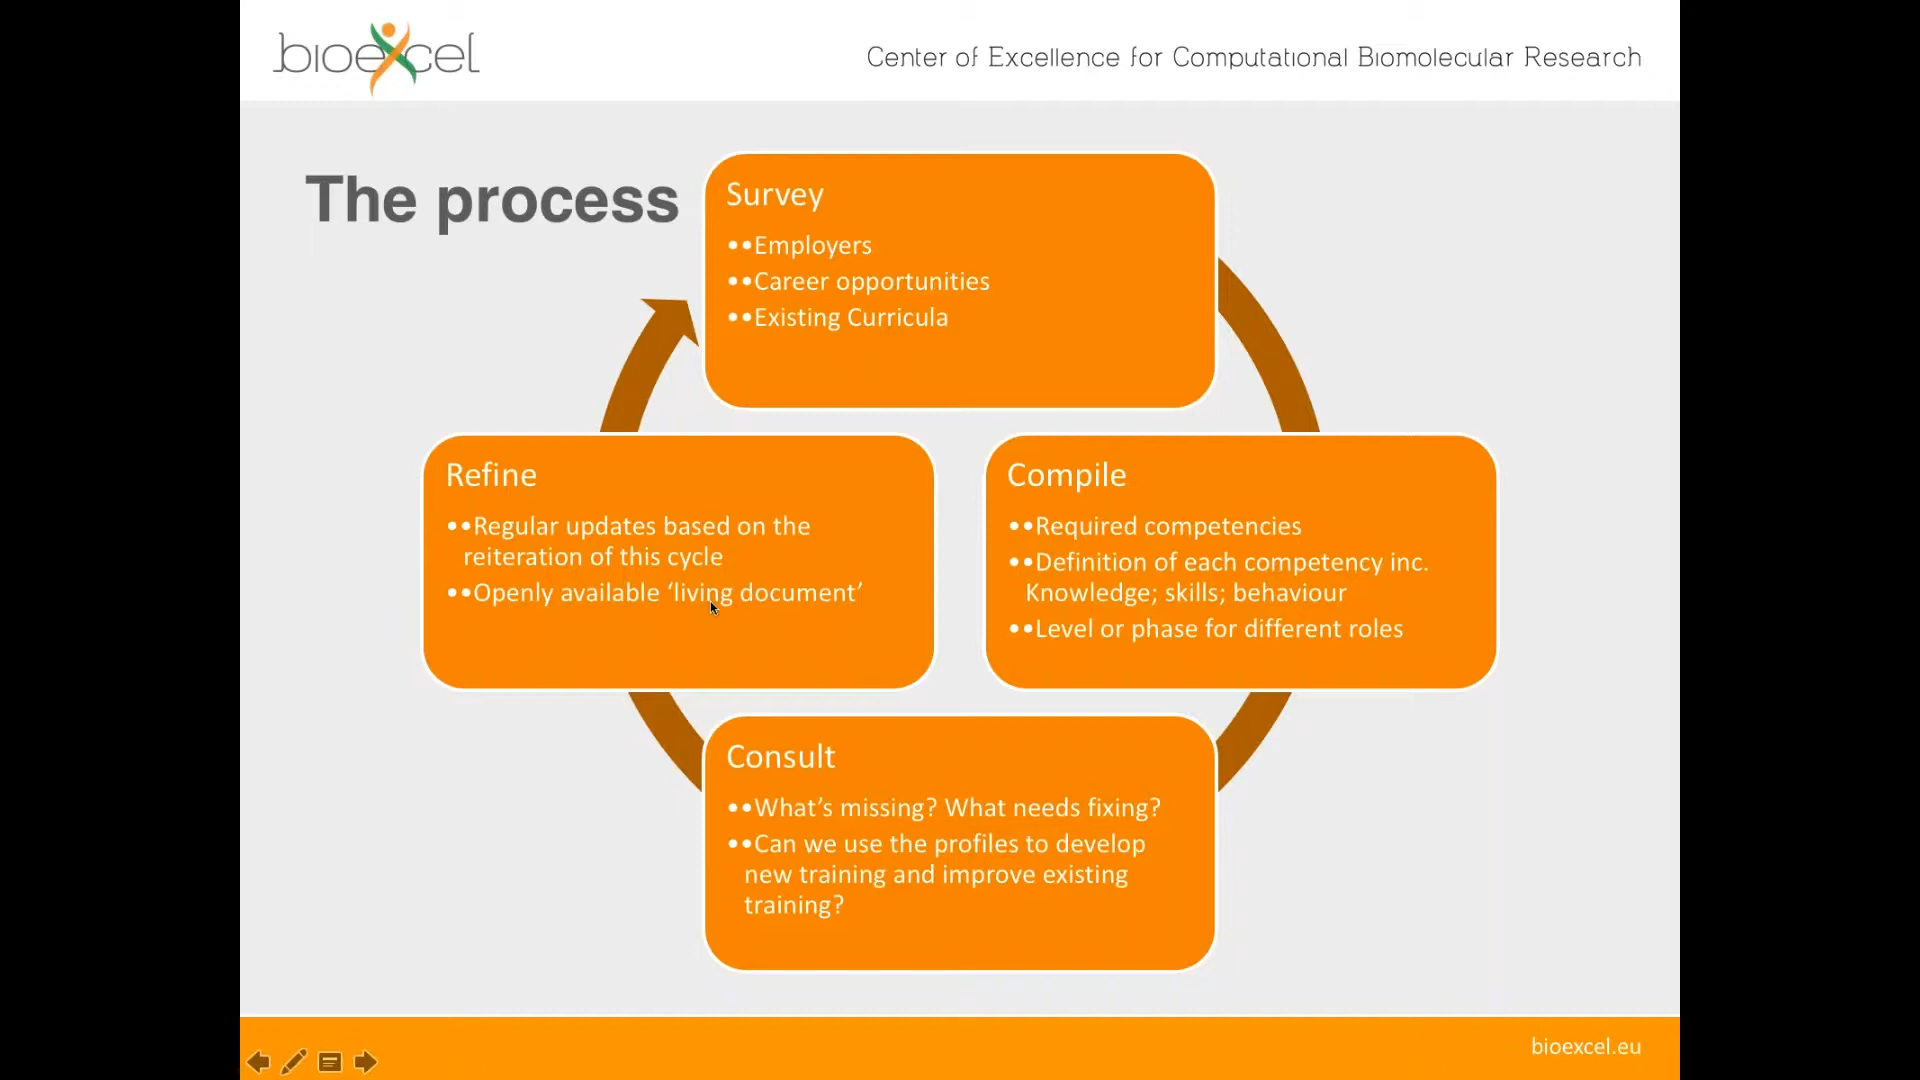 bioexcel
Center of Excellence for Computational Biomolecular Research
The process
Survey
••Employers
••Career opportunities
••Existing Curricula
Refine
••Regular updates based on the
reiteration of this cycle
••Openly available ‘living document’
Compile
••Required competencies
••Definition of each competency inc.
Knowledge; skills; behaviour
••Level or phase for different roles
Consult
••What’s missing? What needs fixing?
••Can we use the profiles to develop
new training and improve existing
training?
bioexcel.eu